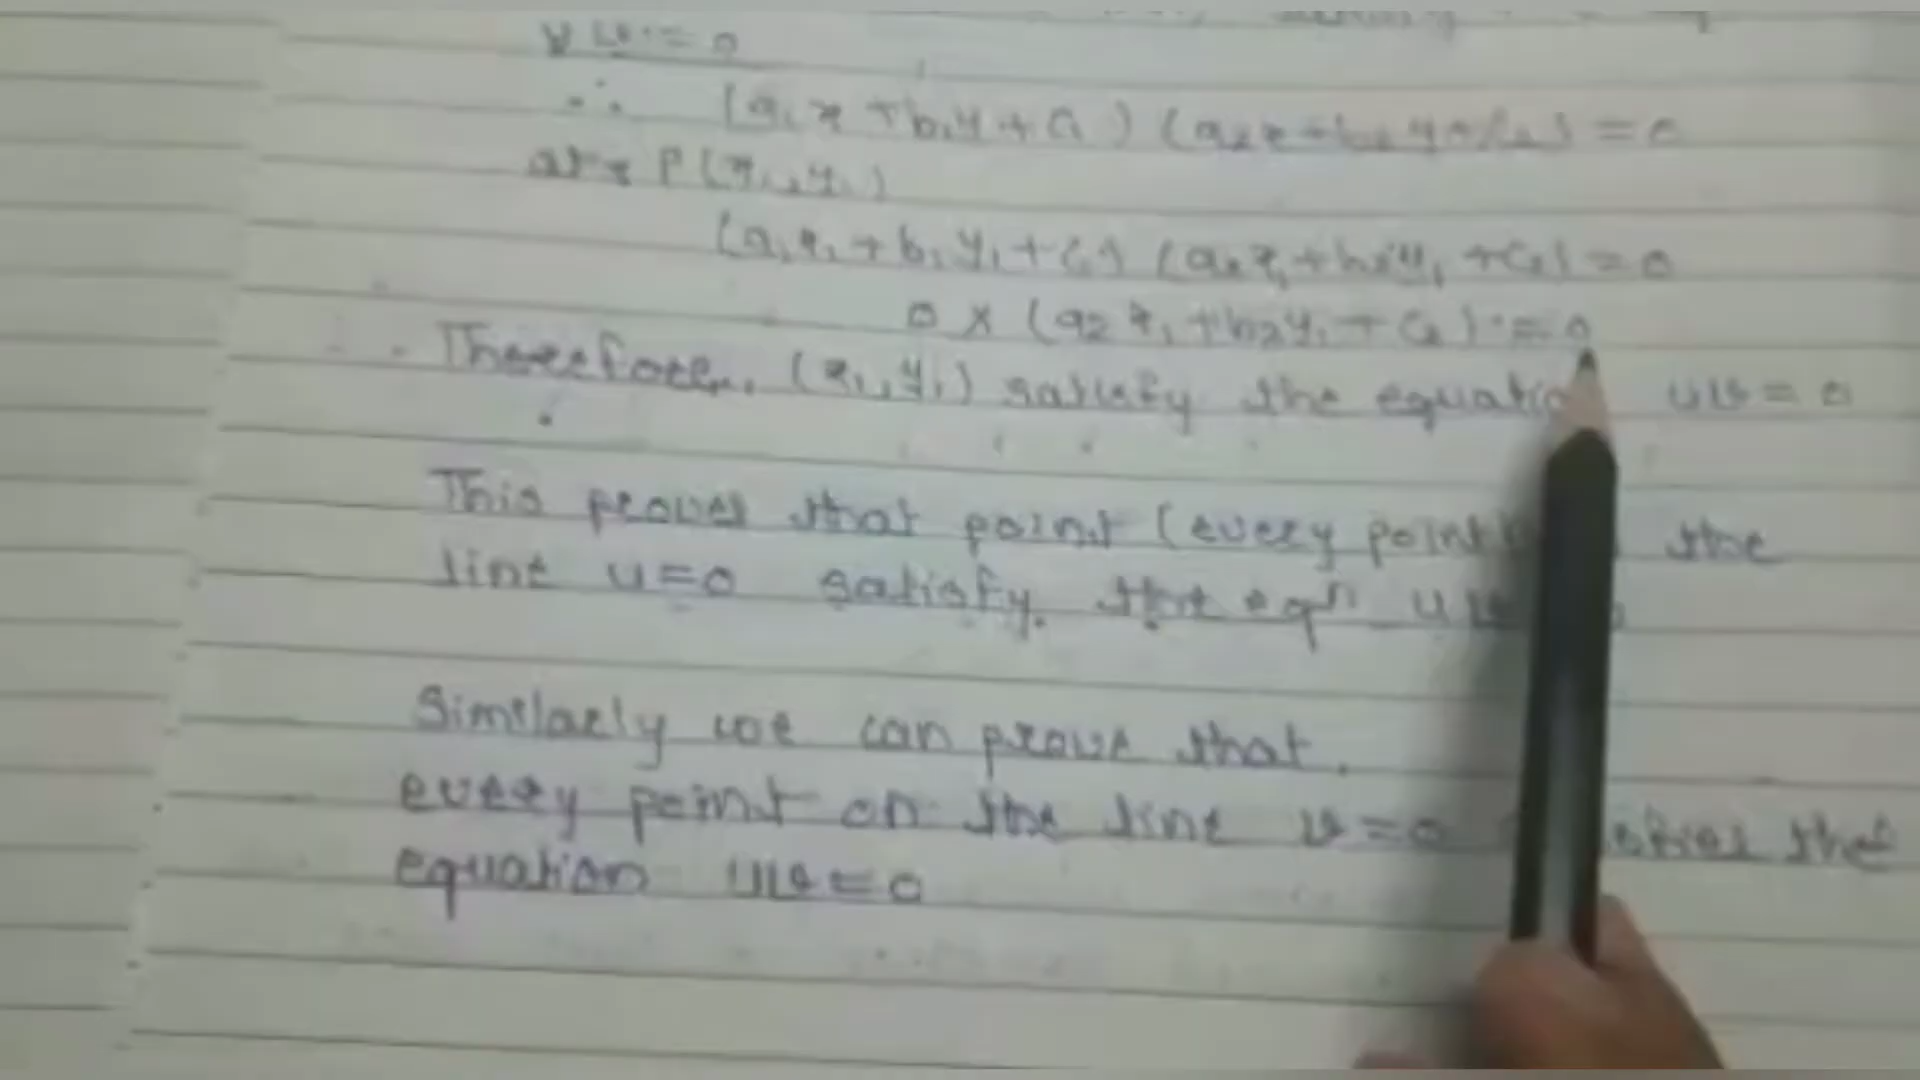 uv = 0
∴ (a₁x + b₁y + c₁) (a₂x + b₂y + c₂) = 0
at P(x₁, y₁)
(a₁x₁ + b₁y₁ + c₁) (a₂x₁ + b₂y₁ + c₂) = 0
0 × (a₂x₁ + b₂y₁ + c₂) = 0
Therefore, (x₁, y₁) satisfy the equation uv = 0
This proves that point (every point) the
line u = 0 satisfy the eqⁿ uv
Similarly we can prove that.
every point on the line v = 0 the
equation uv = 0